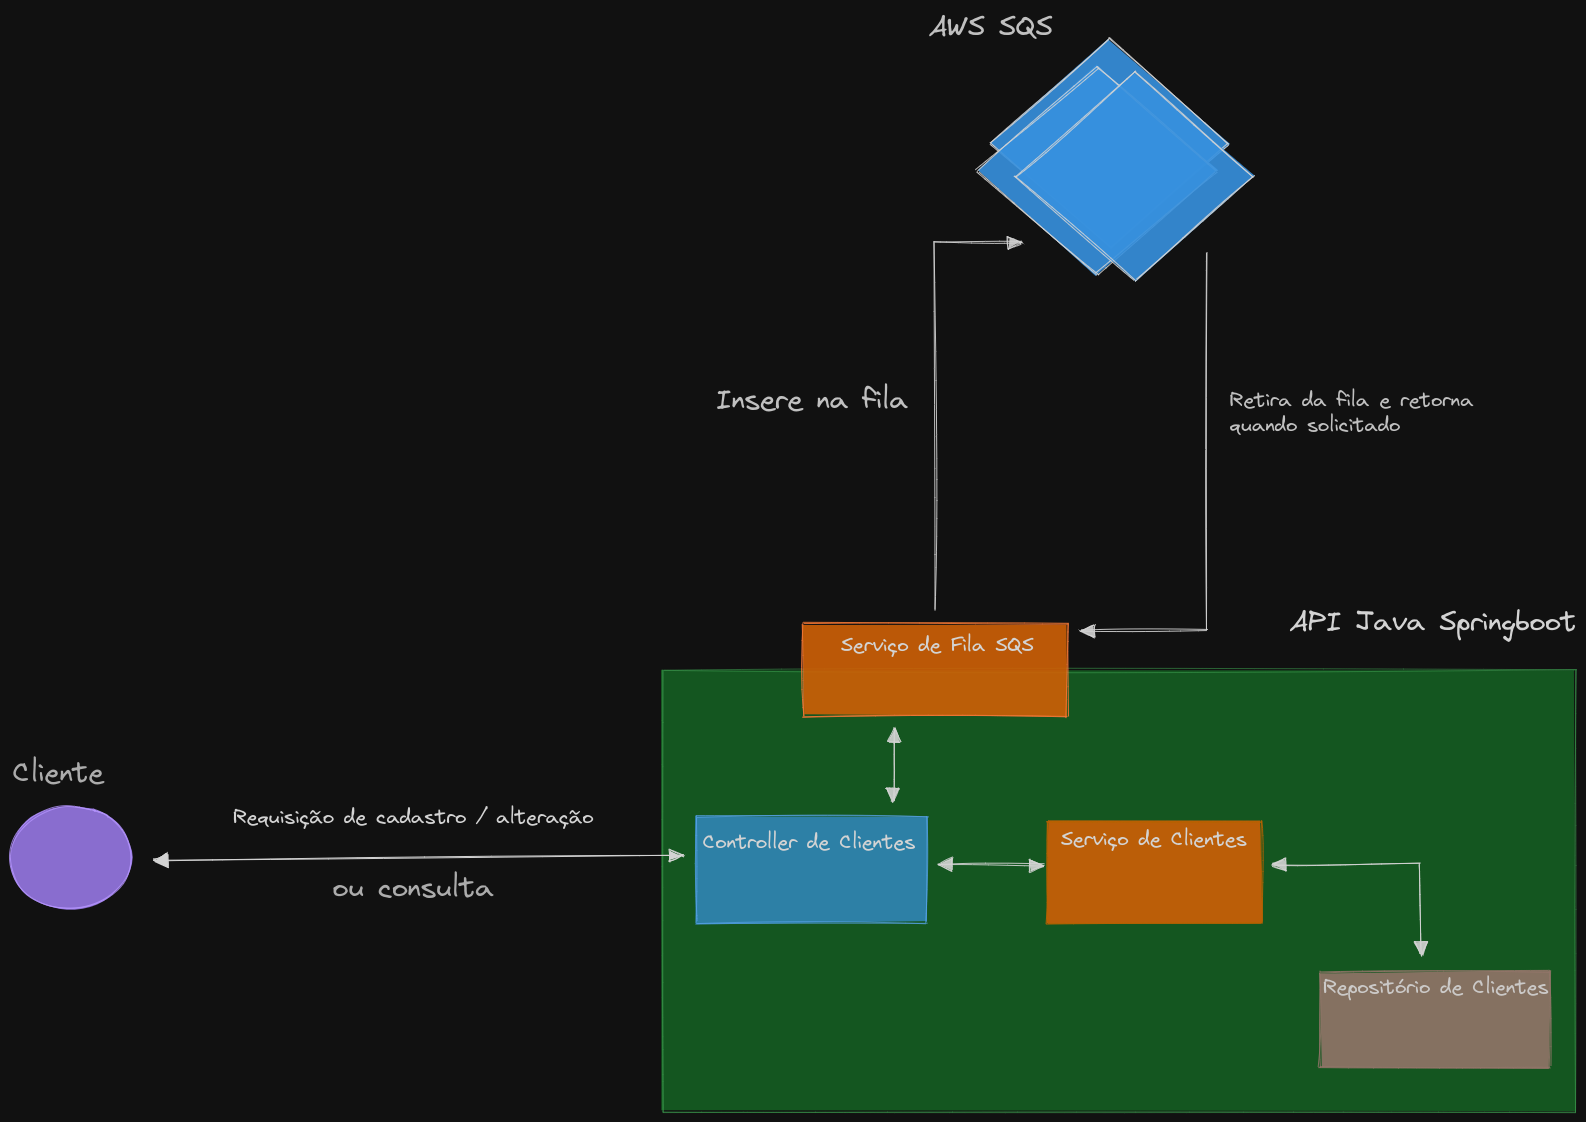 AWS SQS
Insere na fila
Retira da fila e retorna
quando solicitado
API Java Springboot
Serviço de Fila SQS
Cliente
Requisição de cadastro / alteração
ou consulta
Controller de Clientes
Serviço de Clientes
Repositório de Clientes